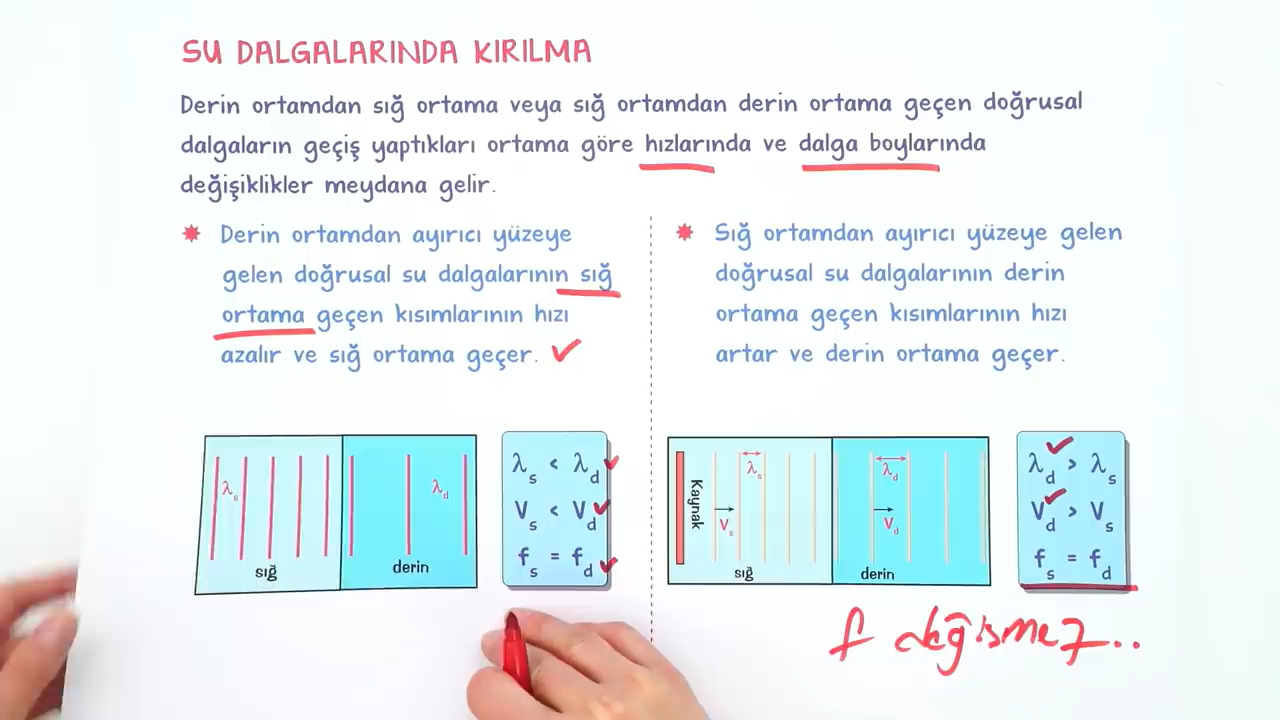 SU DALGALARINDA KIRILMA
Derin ortamdan sığ ortama veya sığ ortamdan derin ortama geçen doğrusal
dalgaların geçiş yaptıkları ortama göre hızlarında ve dalga boylarında
değişiklikler meydana gelir.
Derin ortamdan ayırıcı yüzeye
gelen doğrusal su dalgalarının sığ
ortama geçen kısımlarının hızı
azalır ve sığ ortama geçer.
λs
λd
sığ
derin
λs < λd
Vs < Vd
fs = fd
Sığ ortamdan ayırıcı yüzeye gelen
doğrusal su dalgalarının derin
ortama geçen kısımlarının hızı
artar ve derin ortama geçer.
Kaynak
λs
Vs
λd
Vd
sığ
derin
λd > λs
Vd > Vs
fs = fd
f değişmez..